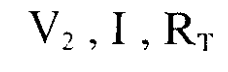 V₂ , I , R_T